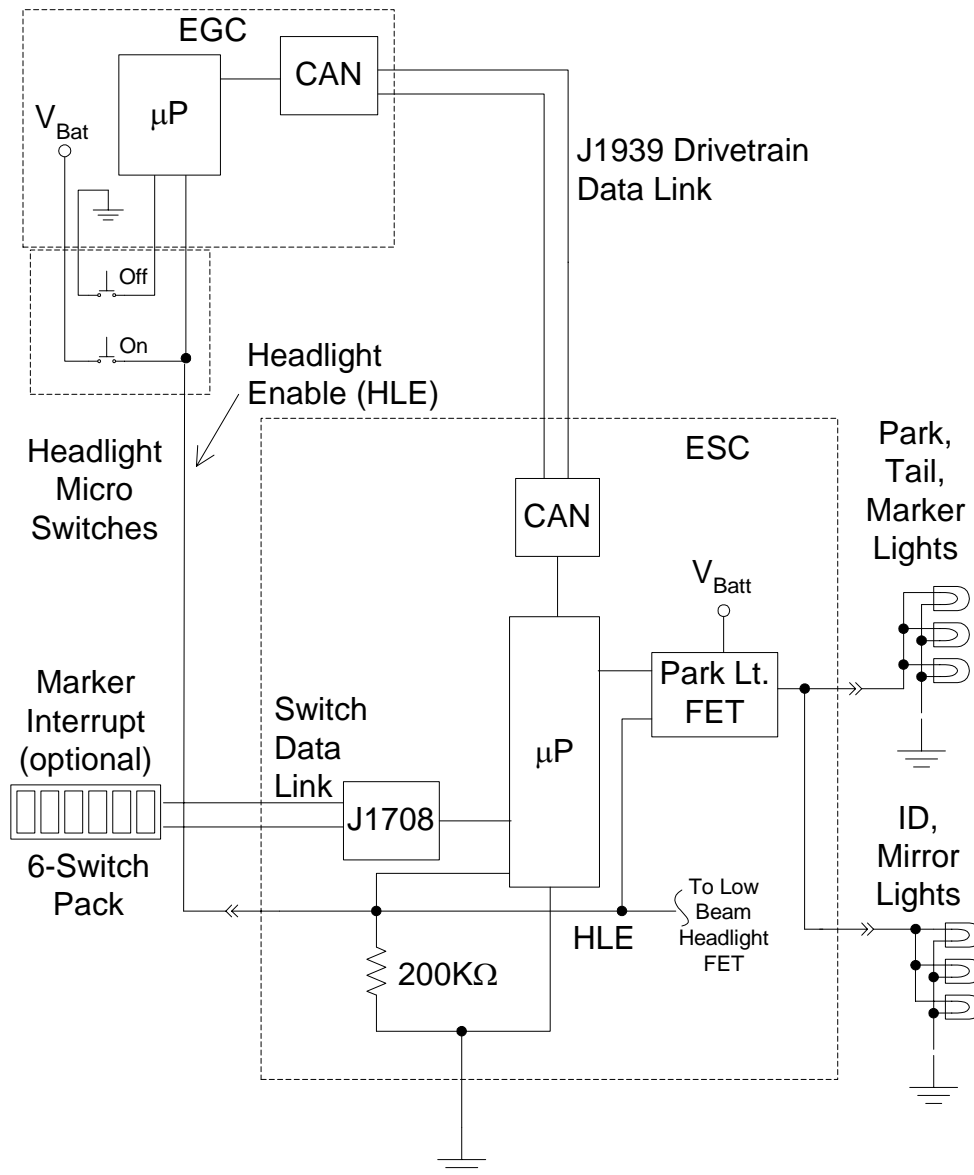 EGC
CAN
μP
V Bat
J1939 Drivetrain
Data Link
Off
On
Headlight
Enable (HLE)
Headlight
Micro
Switches
ESC
Park,
Tail,
Marker
Lights
CAN
V Batt
Park Lt.
FET
Marker
Interrupt
(optional)
Switch
Data
Link
μP
J1708
6-Switch
Pack
ID,
Mirror
Lights
To Low
Beam
Headlight
FET
HLE
200KΩ